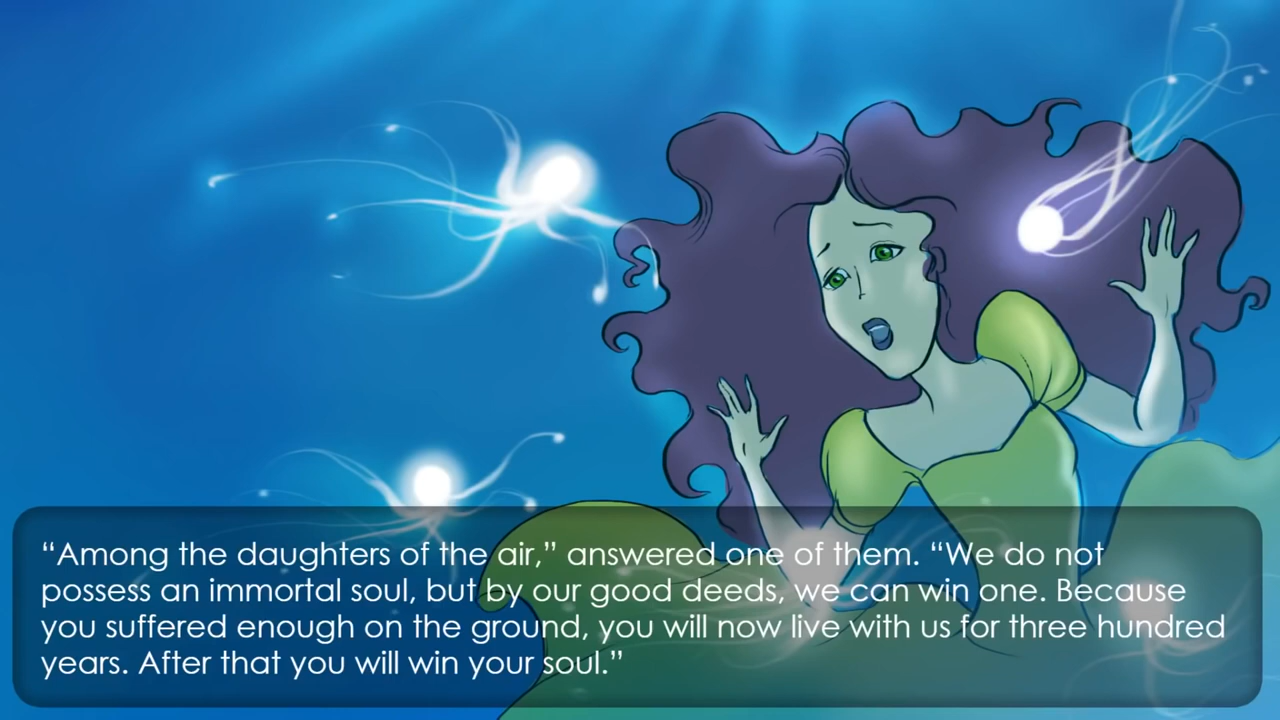 “Among the daughters of the air,” answered one of them. “We do not
possess an immortal soul, but by our good deeds, we can win one. Because
you suffered enough on the ground, you will now live with us for three hundred
years. After that you will win your soul.”